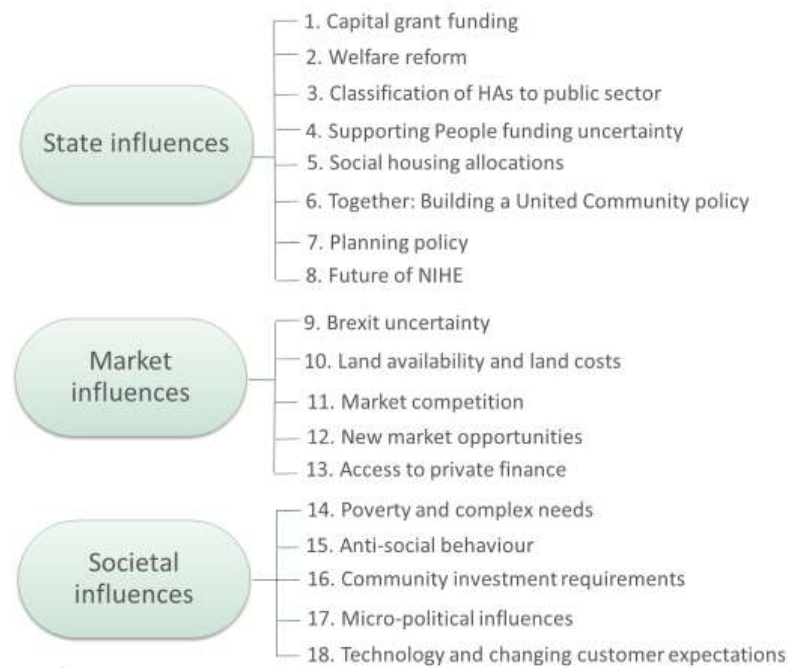 State influences
1. Capital grant funding
2. Welfare reform
3. Classification of HAs to public sector
4. Supporting People funding uncertainty
5. Social housing allocations
6. Together: Building a United Community policy
7. Planning policy
8. Future of NIHE
Market
influences
9. Brexit uncertainty
10. Land availability and land costs
11. Market competition
12. New market opportunities
13. Access to private finance
Societal
influences
14. Poverty and complex needs
15. Anti-social behaviour
16. Community investment requirements
17. Micro-political influences
18. Technology and changing customer expectations